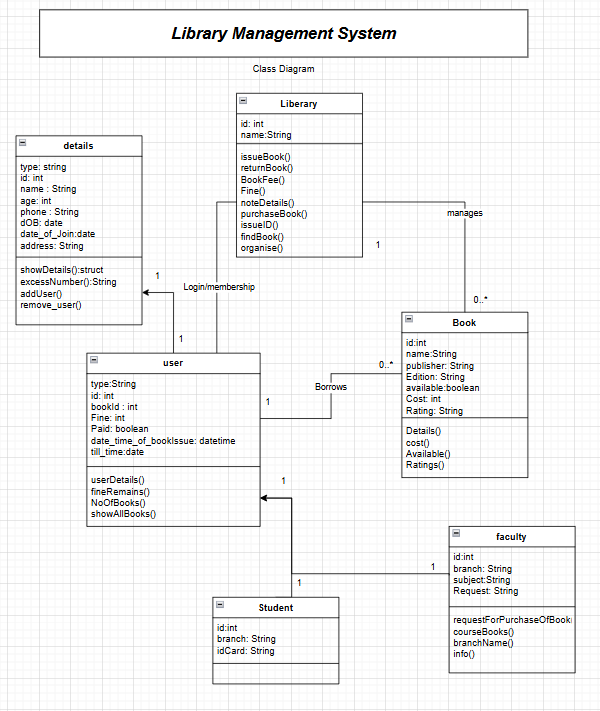 Library Management System
Class Diagram
Liberary
id: int
name:String
issueBook()
returnBook()
BookFee()
Fine()
noteDetails()
purchaseBook()
issueID()
findBook()
organise()
details
type: string
id: int
name : String
age: int
phone : String
dOB: date
date_of_Join:date
address: String
showDetails():struct
excessNumber():String
addUser()
remove_user()
manages
1
0..*
1
Login/membership
1
Book
id:int
name:String
publisher: String
Edition: String
available:boolean
Cost: int
Rating: String
Details()
cost()
Available()
Ratings()
user
type:String
id: int
bookId : int
Fine: int
Paid: boolean
date_time_of_bookIssue: datetime
till_time:date
userDetails()
fineRemains()
NoOfBooks()
showAllBooks()
0..*
Borrows
1
1
1
1
faculty
id:int
branch: String
subject:String
Request: String
requestForPurchaseOfBook
courseBooks()
branchName()
info()
Student
id:int
branch: String
idCard: String